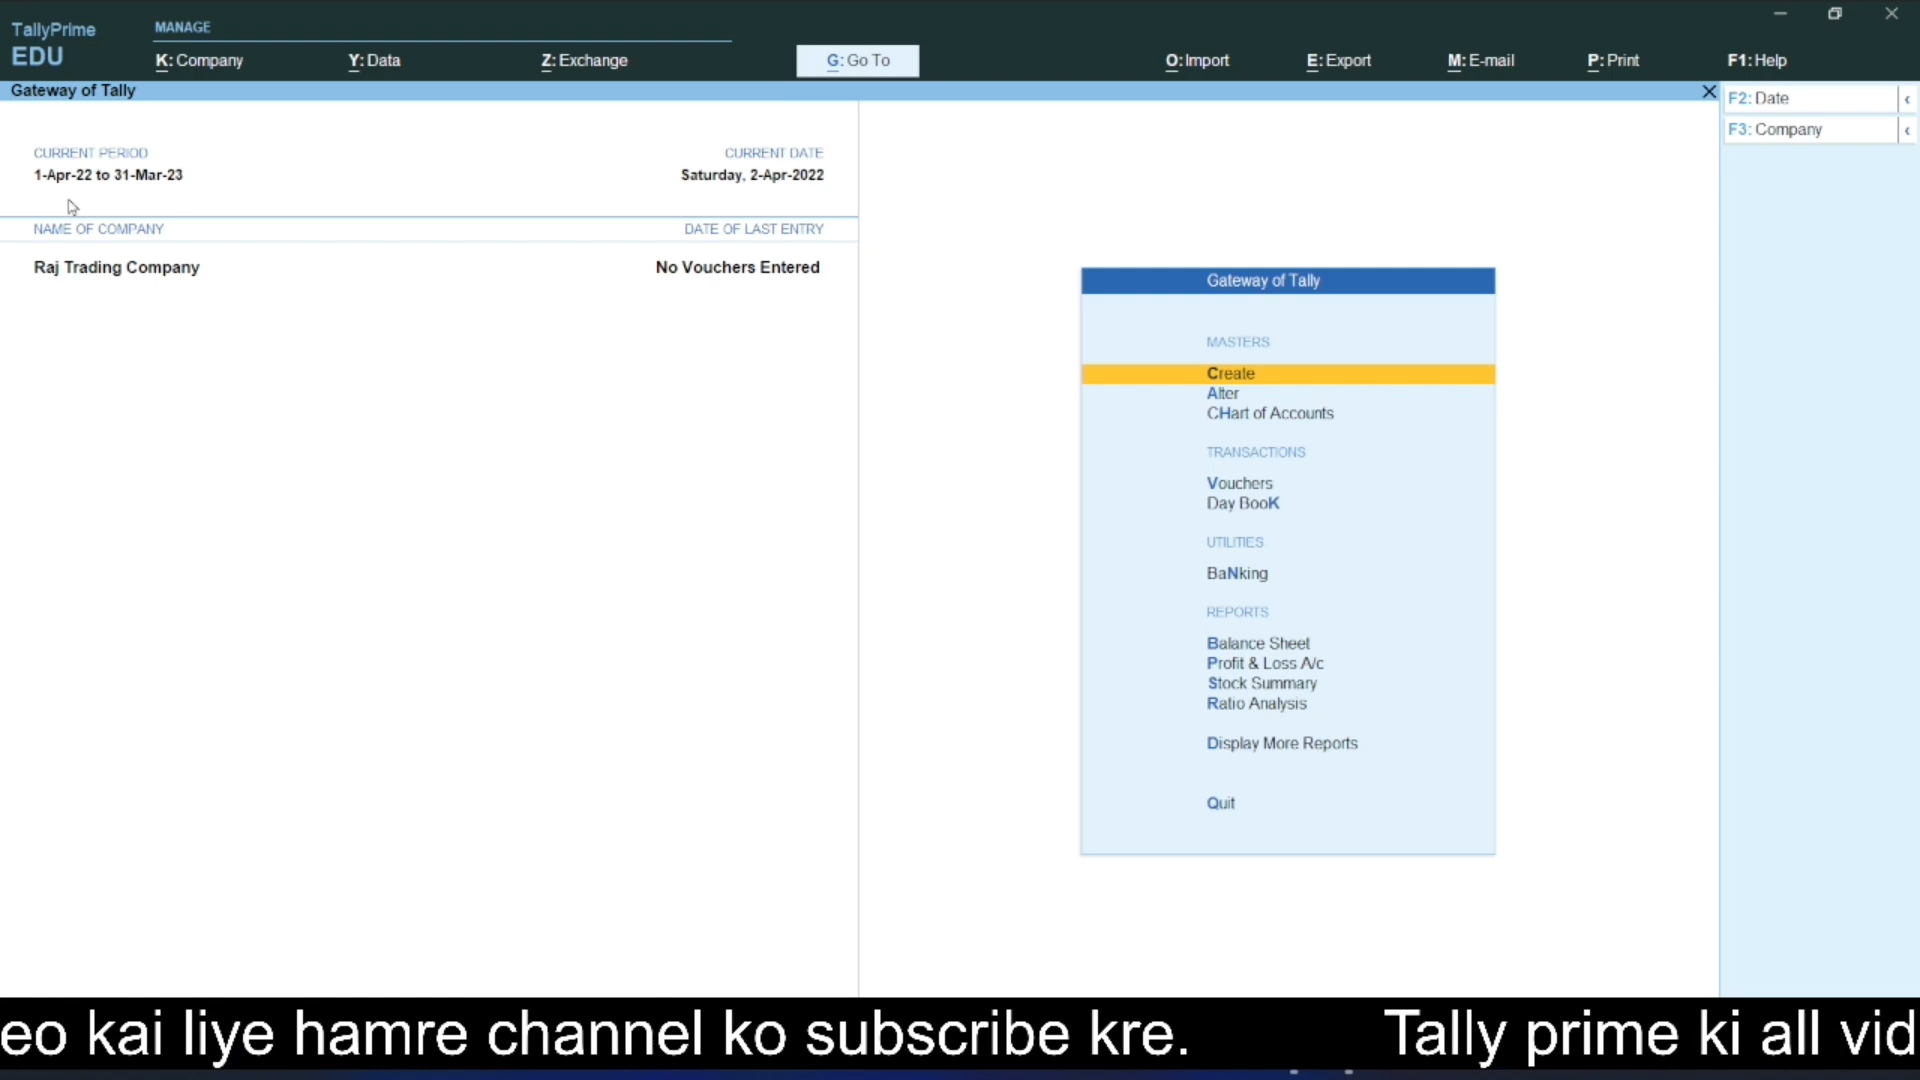 TallyPrime
EDU
MANAGE
K: Company
Y: Data
Z: Exchange
G: Go To
O: Import
E: Export
M: E-mail
P: Print
F1: Help
Gateway of Tally
F2: Date
F3: Company
CURRENT PERIOD
CURRENT DATE
1-Apr-22 to 31-Mar-23
Saturday, 2-Apr-2022
NAME OF COMPANY
DATE OF LAST ENTRY
Raj Trading Company
No Vouchers Entered
Gateway of Tally
MASTERS
Create
Alter
CHart of Accounts
TRANSACTIONS
Vouchers
Day BooK
UTILITIES
BaNking
REPORTS
Balance Sheet
Profit & Loss A/c
Stock Summary
Ratio Analysis
Display More Reports
Quit
eo kai liye hamre channel ko subscribe kre. Tally prime ki all vid